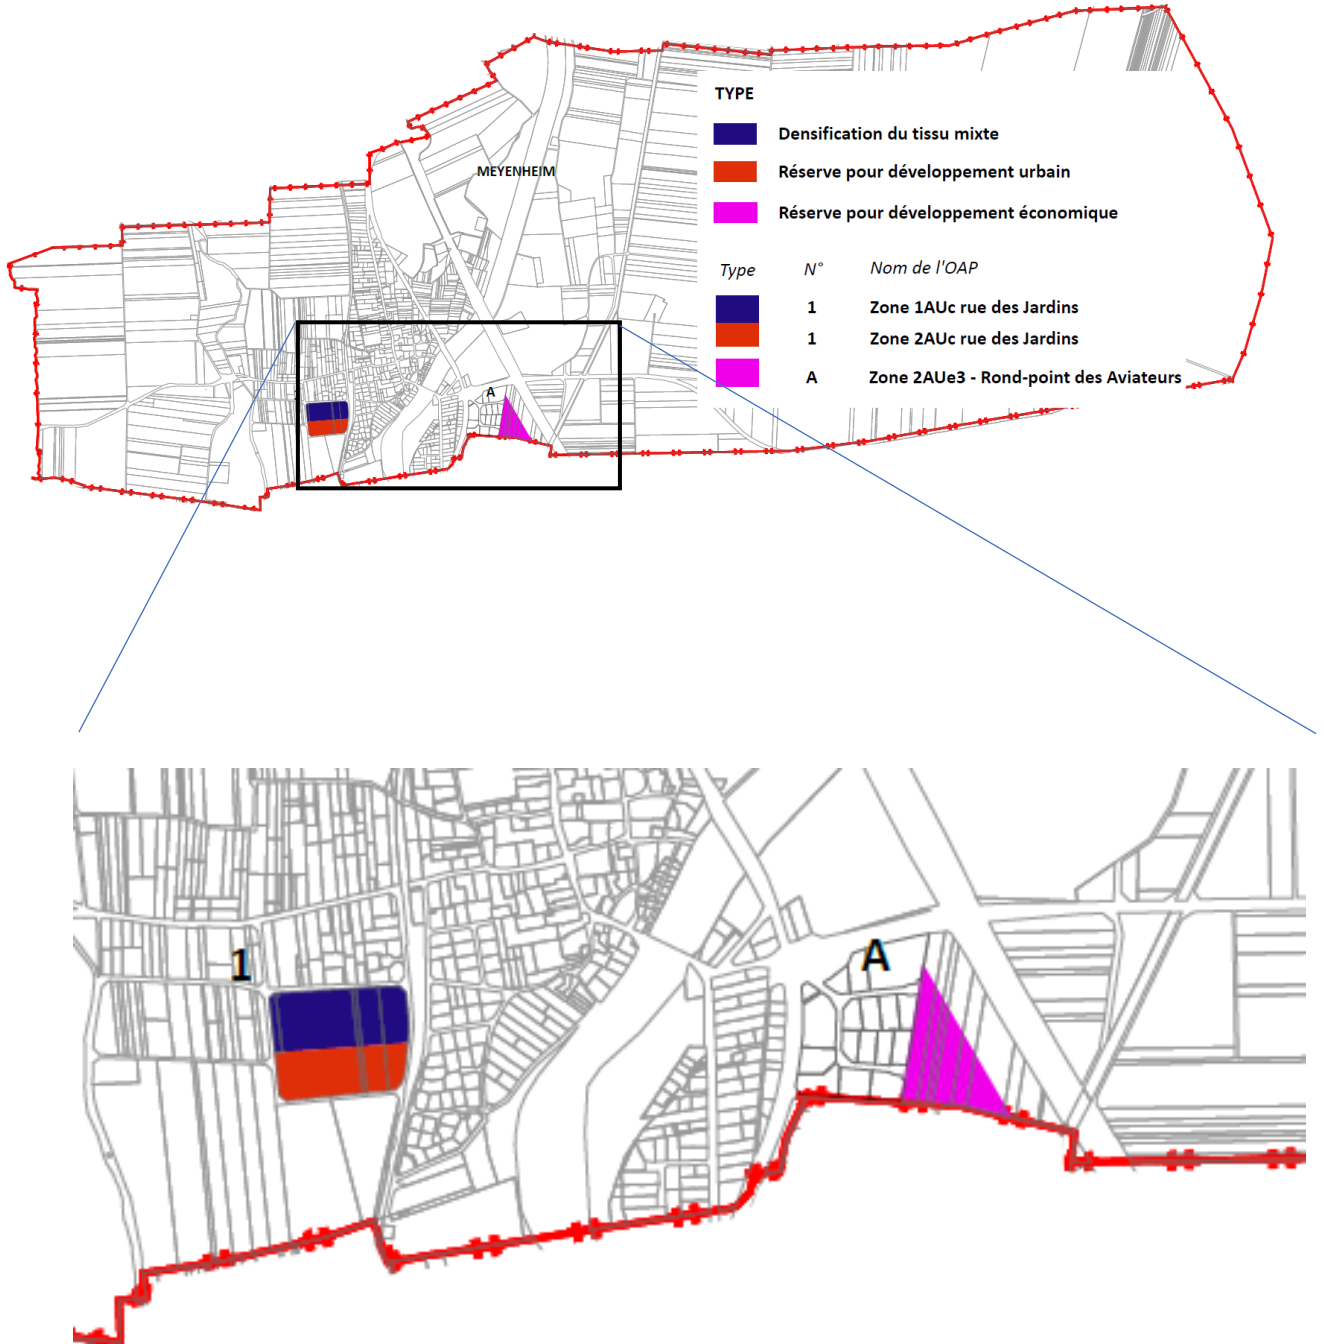 TYPE
Densification du tissu mixte
MEYENHEIM
Réserve pour développement urbain
Réserve pour développement économique
Type N° Nom de l'OAP
1 Zone 1AUc rue des Jardins
1 Zone 2AUc rue des Jardins
A Zone 2AUe3 - Rond-point des Aviateurs
A
A
1